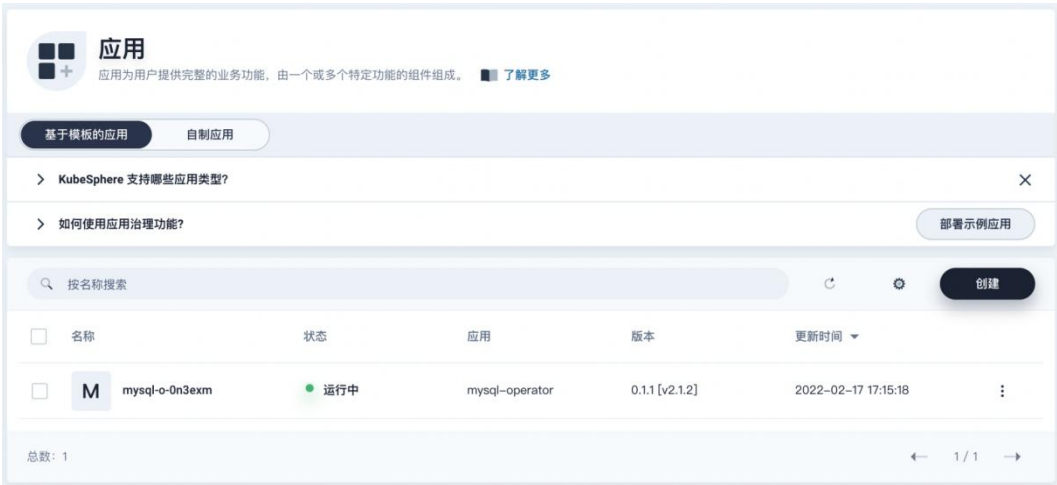 应用
应用为用户提供完整的业务功能，由一个或多个特定功能的组件组成。 了解更多
基于模板的应用 自制应用
KubeSphere 支持哪些应用类型?
如何使用应用治理功能? 部署示例应用
按名称搜索 创建
名称 状态 应用 版本 更新时间
M mysql-o-0n3exm 运行中 mysql-operator 0.1.1 [v2.1.2] 2022-02-17 17:15:18
总数: 1 1 / 1